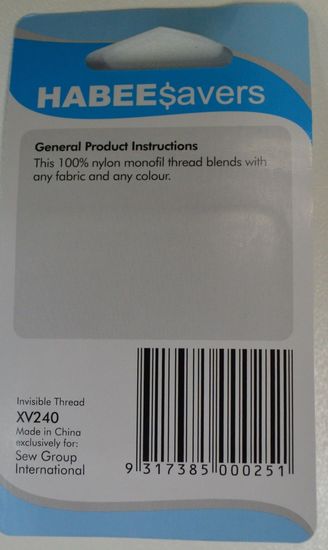 HABEE$avers
General Product Instructions
This 100% nylon monofil thread blends with
any fabric and any colour.
Invisible Thread
XV240
Made in China
exclusively for:
Sew Group
International
9 317385 000251